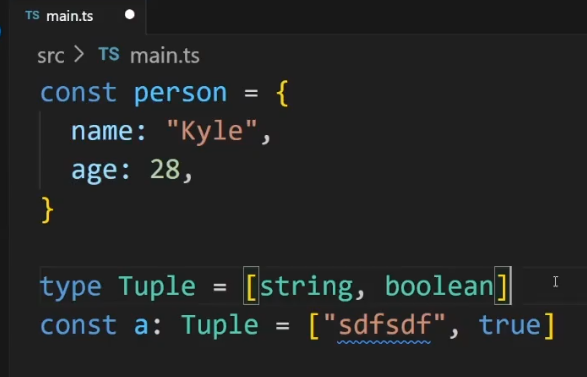 TS main.ts
src > TS main.ts
const person = {
  name: "Kyle",
  age: 28,
}
type Tuple = [string, boolean]
const a: Tuple = ["sdfsdf", true]